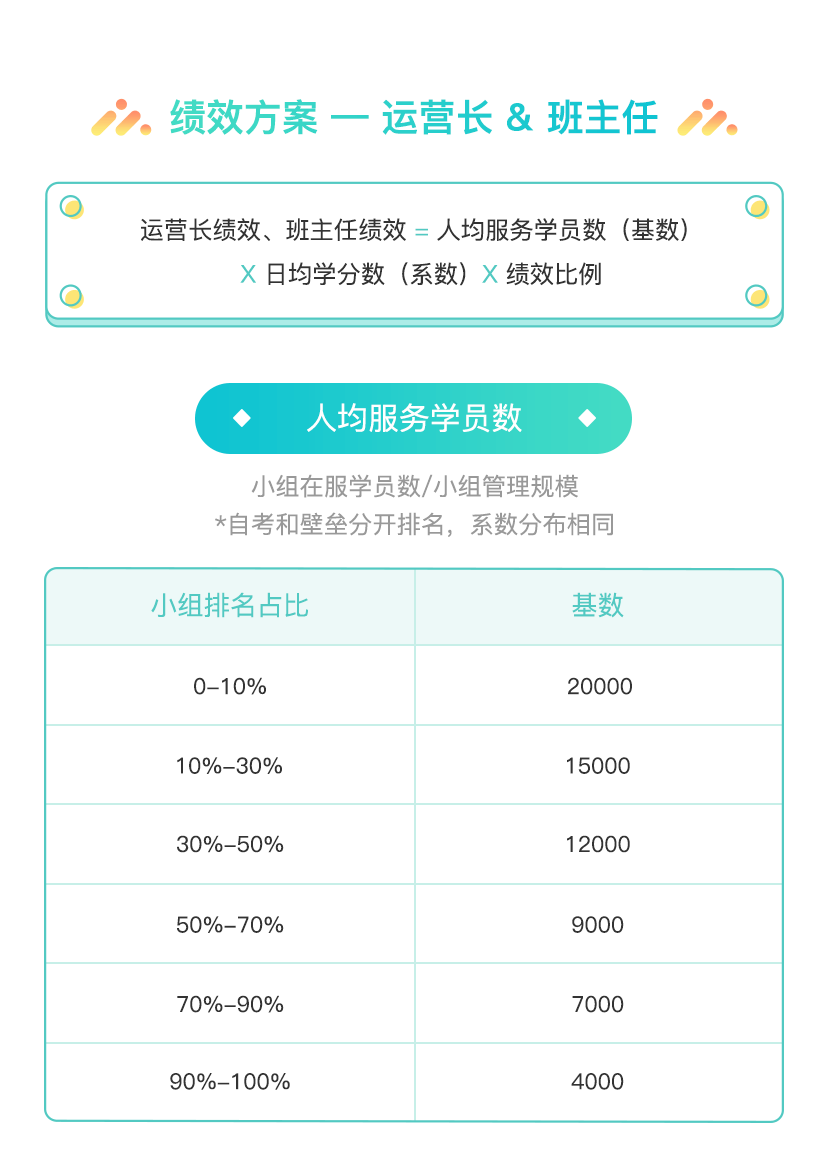 绩效方案 — 运营长 & 班主任
运营长绩效、班主任绩效 = 人均服务学员数（基数）
X 日均学分数（系数）X 绩效比例
人均服务学员数
小组在服学员数/小组管理规模
*自考和壁垒分开排名，系数分布相同
小组排名占比 基数
0–10% 20000
10%–30% 15000
30%–50% 12000
50%–70% 9000
70%–90% 7000
90%–100% 4000